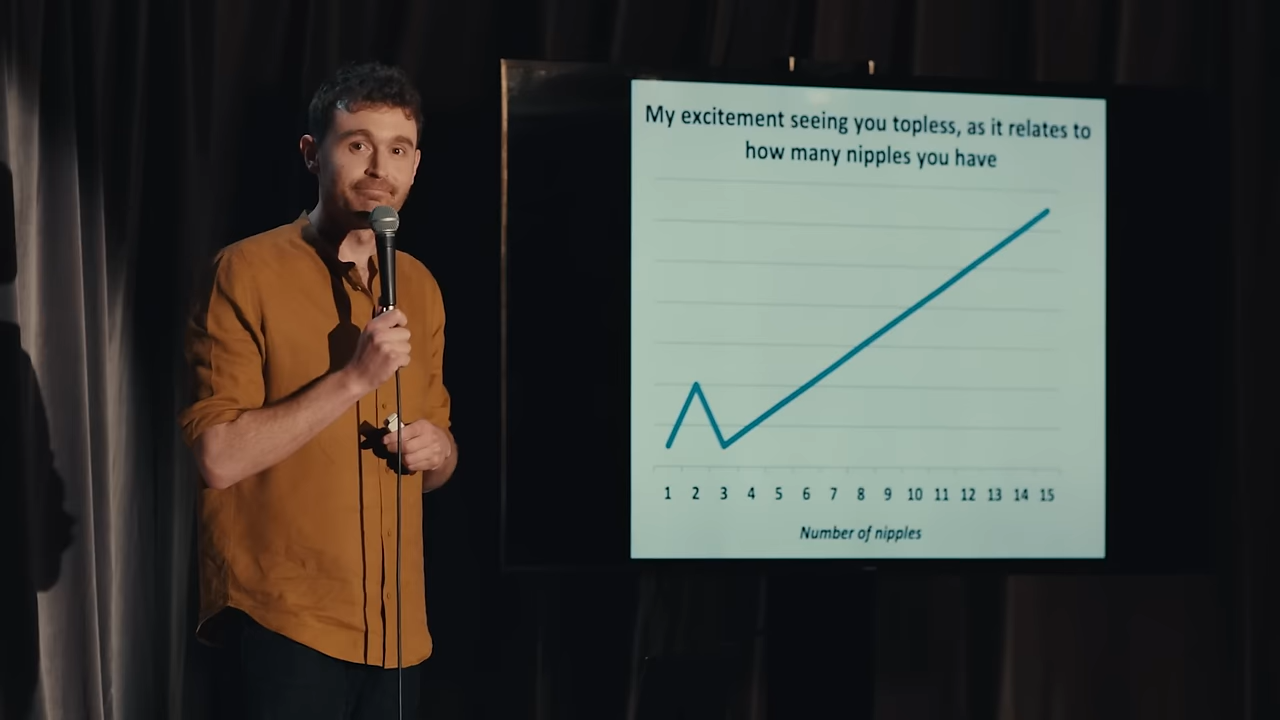 My excitement seeing you topless, as it relates to
how many nipples you have
1 2 3 4 5 6 7 8 9 10 11 12 13 14 15
Number of nipples